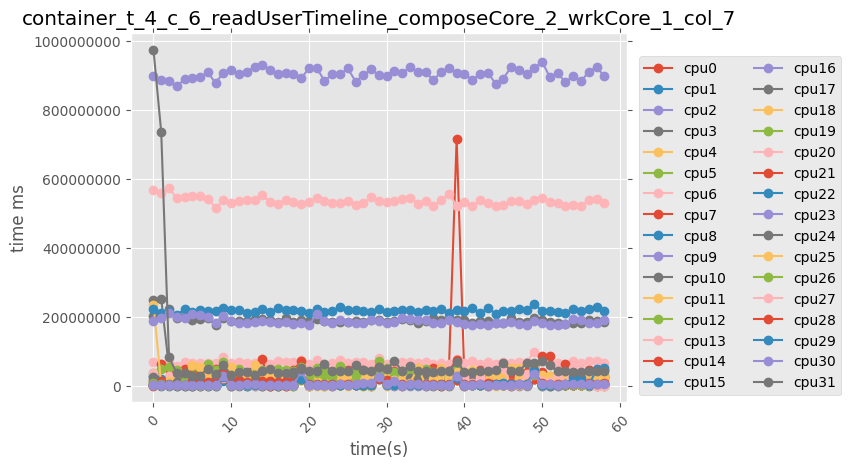 container_t_4_c_6_readUserTimeline_composeCore_2_wrkCore_1_col_7
1000000000
800000000
600000000
400000000
200000000
0
time ms
0
10
20
30
40
50
60
time(s)
cpu0
cpu1
cpu2
cpu3
cpu4
cpu5
cpu6
cpu7
cpu8
cpu9
cpu10
cpu11
cpu12
cpu13
cpu14
cpu15
cpu16
cpu17
cpu18
cpu19
cpu20
cpu21
cpu22
cpu23
cpu24
cpu25
cpu26
cpu27
cpu28
cpu29
cpu30
cpu31